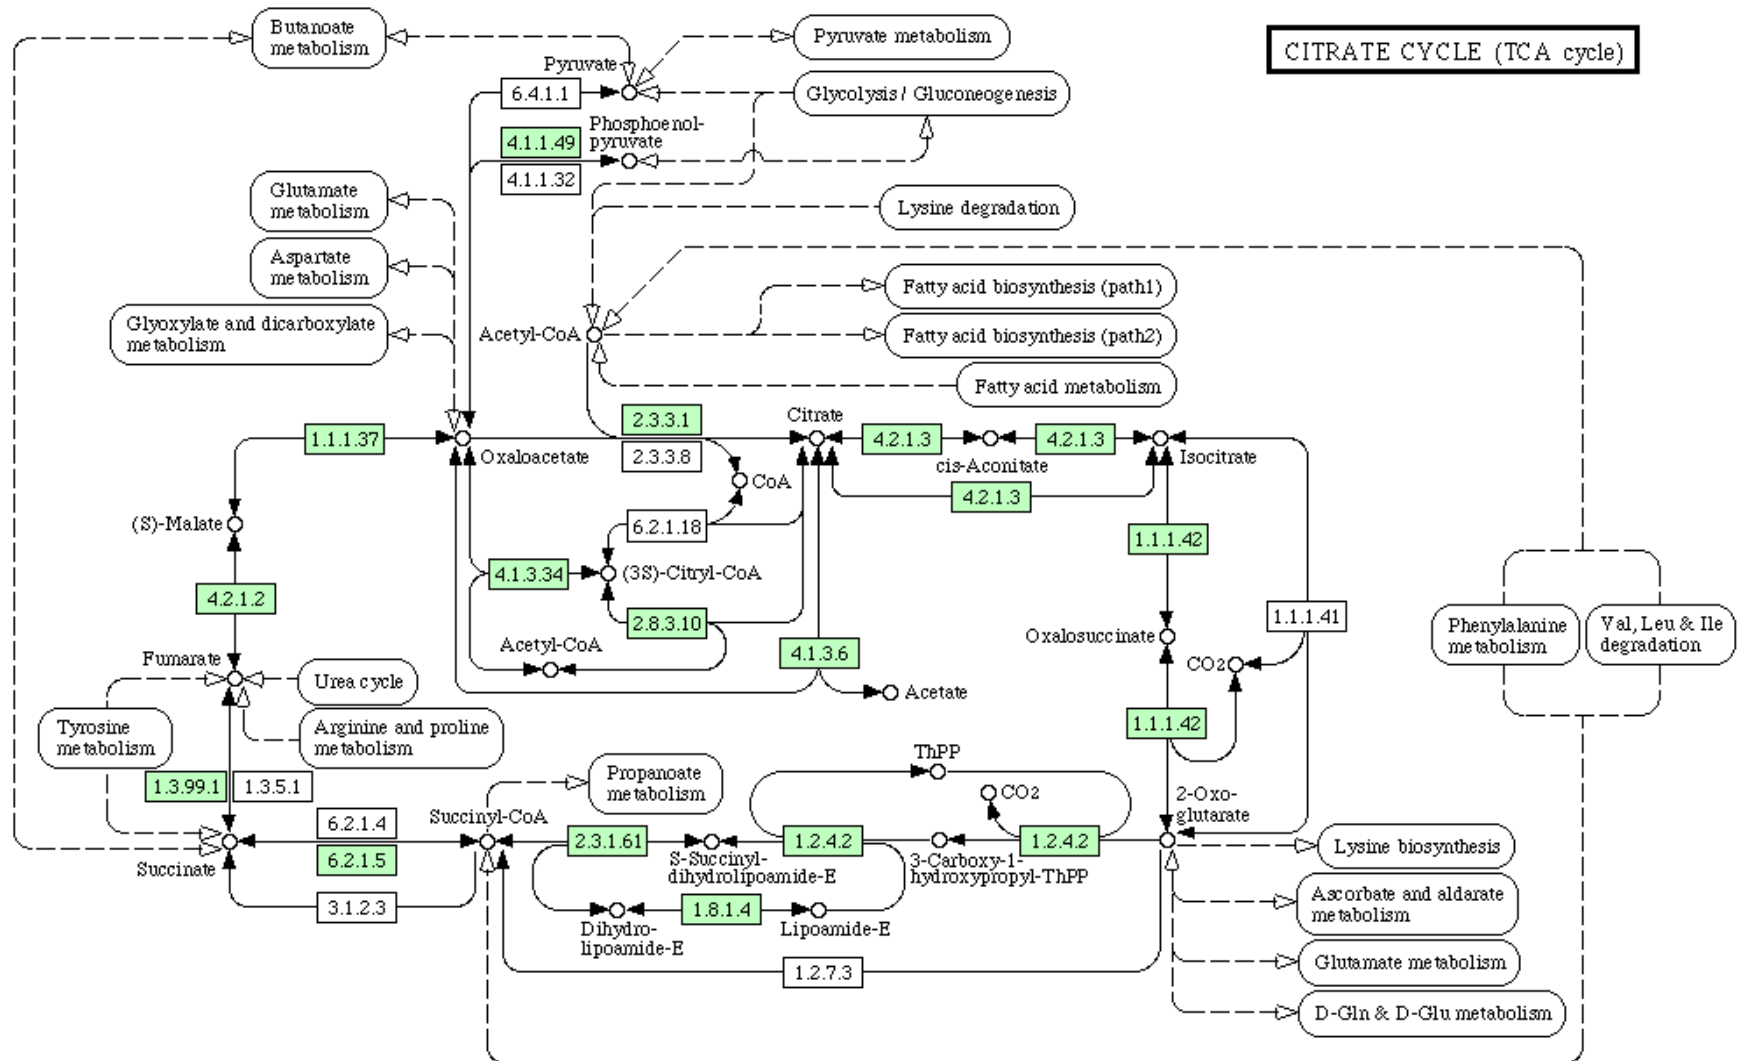 CITRATE CYCLE (TCA cycle)
Butanoate
metabolism
Pyruvate metabolism
Pyruvate
6.4.1.1
Glycolysis / Gluconeogenesis
Phosphoenol-
pyruvate
4.1.1.49
4.1.1.32
Glutamate
metabolism
Lysine degradation
Aspartate
metabolism
Fatty acid biosynthesis (path1)
Glyoxylate and dicarboxylate
metabolism
Acetyl-CoA
Fatty acid biosynthesis (path2)
Fatty acid metabolism
1.1.1.37
Oxaloacetate
2.3.3.1
2.3.3.8
Citrate
4.2.1.3
cis-Aconitate
4.2.1.3
Isocitrate
CoA
4.2.1.3
(S)-Malate
6.2.1.18
1.1.1.42
4.1.3.34
(3S)-Citryl-CoA
4.2.1.2
2.8.3.10
1.1.1.41
Oxalosuccinate
Phenylalanine
metabolism
Val, Leu & Ile
degradation
Acetyl-CoA
4.1.3.6
CO2
Fumarate
Urea cycle
Acetate
Tyrosine
metabolism
Arginine and proline
metabolism
1.1.1.42
1.3.99.1
1.3.5.1
Propanoate
metabolism
ThPP
CO2
2-Oxo-
glutarate
6.2.1.4
6.2.1.5
Succinyl-CoA
2.3.1.61
1.2.4.2
1.2.4.2
Lysine biosynthesis
Succinate
S-Succinyl-
dihydrolipoamide-E
3-Carboxy-1-
hydroxypropyl-ThPP
3.1.2.3
1.8.1.4
Ascorbate and aldarate
metabolism
Dihydro-
lipoamide-E
Lipoamide-E
Glutamate metabolism
1.2.7.3
D-Gln & D-Glu metabolism